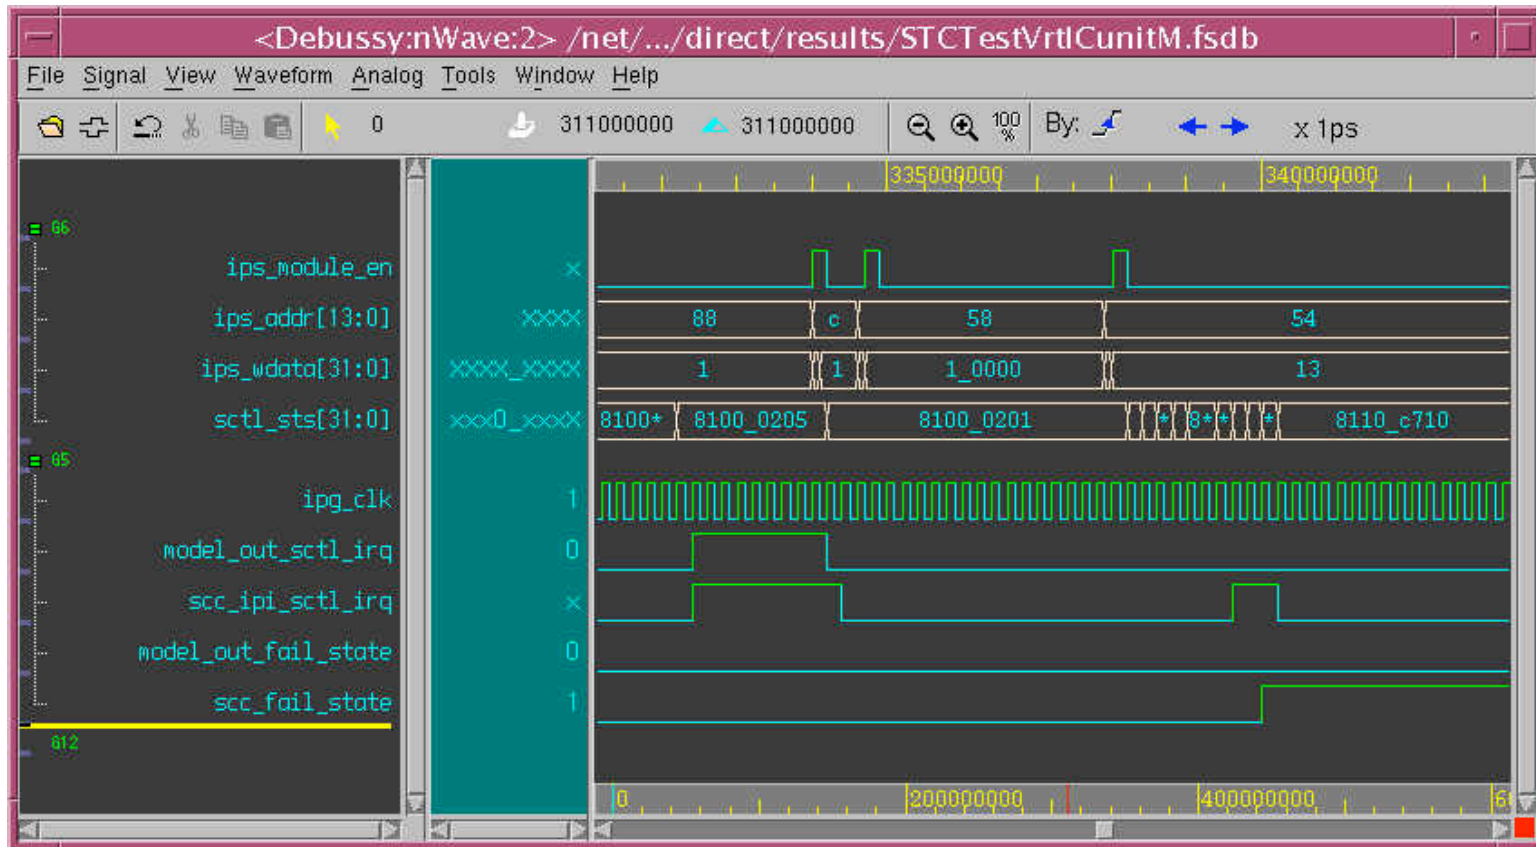 <Debussy:nWave:2> /net/.../direct/results/STCTestVrtlCunitM.fsdb
File Signal View Waveform Analog Tools Window Help
0 311000000 311000000 100 % By: x 1ps
335000000 340000000
G6
ips_module_en x
ips_addr[13:0] xxxx 88 c 58 54
ips_wdata[31:0] xxxx_xxxx 1 1 1_0000 13
sctl_sts[31:0] xxx0_xxxx 8100* 8100_0205 8100_0201 * 8* * * 8110_c710
G5
ipg_clk 1
model_out_sctl_irq 0
scc_ipi_sctl_irq x
model_out_fail_state 0
scc_fail_state 1
G12
0 200000000 400000000